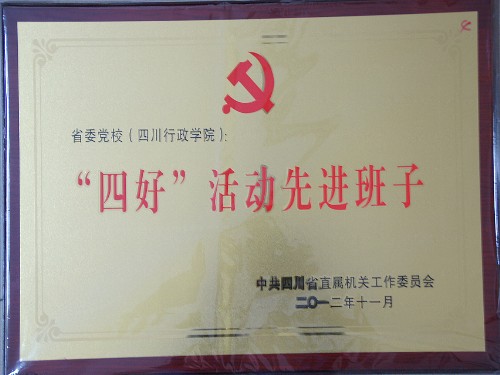 省委党校（四川行政学院）：
“四好”活动先进班子
中共四川省直属机关工作委员会
二〇一二年十一月